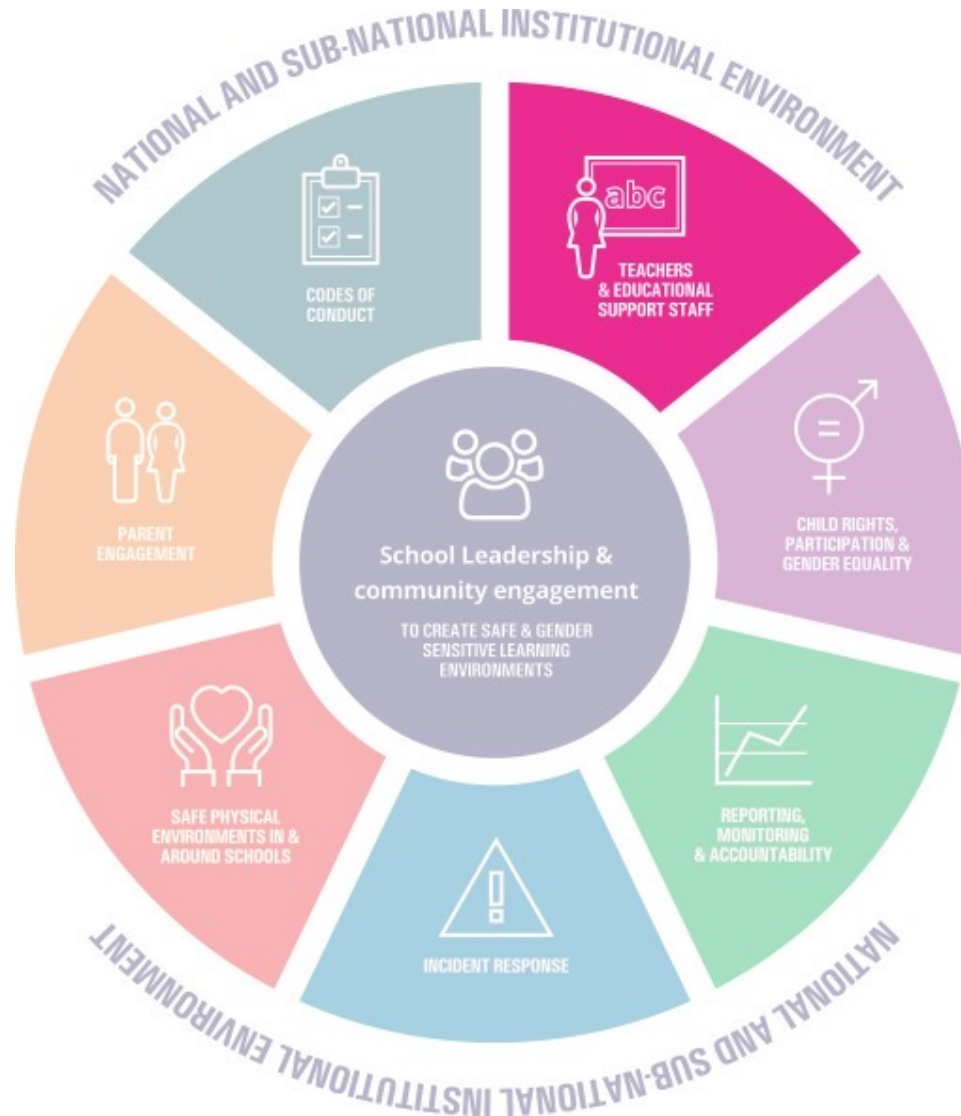 NATIONAL AND SUB-NATIONAL INSTITUTIONAL ENVIRONMENT
abc
TEACHERS
& EDUCATIONAL
SUPPORT STAFF
CODES OF
CONDUCT
CHILD RIGHTS,
PARTICIPATION &
GENDER EQUALITY
PARENT
ENGAGEMENT
School Leadership &
community engagement
TO CREATE SAFE & GENDER
SENSITIVE LEARNING
ENVIRONMENTS
REPORTING,
MONITORING
& ACCOUNTABILITY
SAFE PHYSICAL
ENVIRONMENTS IN &
AROUND SCHOOLS
INCIDENT RESPONSE
NATIONAL AND SUB-NATIONAL INSTITUTIONAL ENVIRONMENT